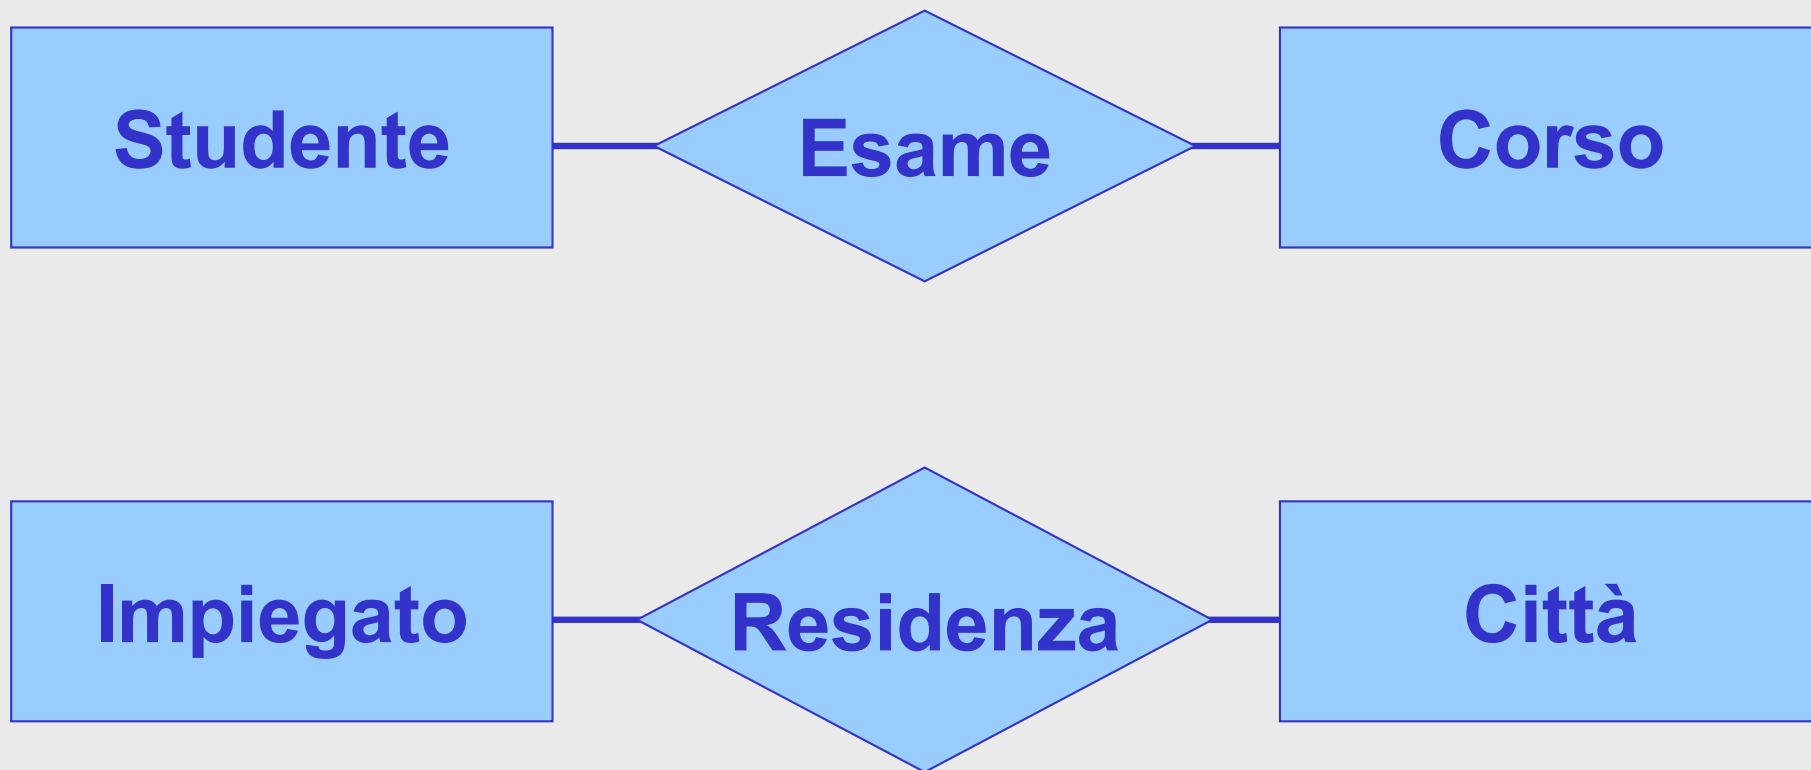 Studente
Esame
Corso
Impiegato
Residenza
Città